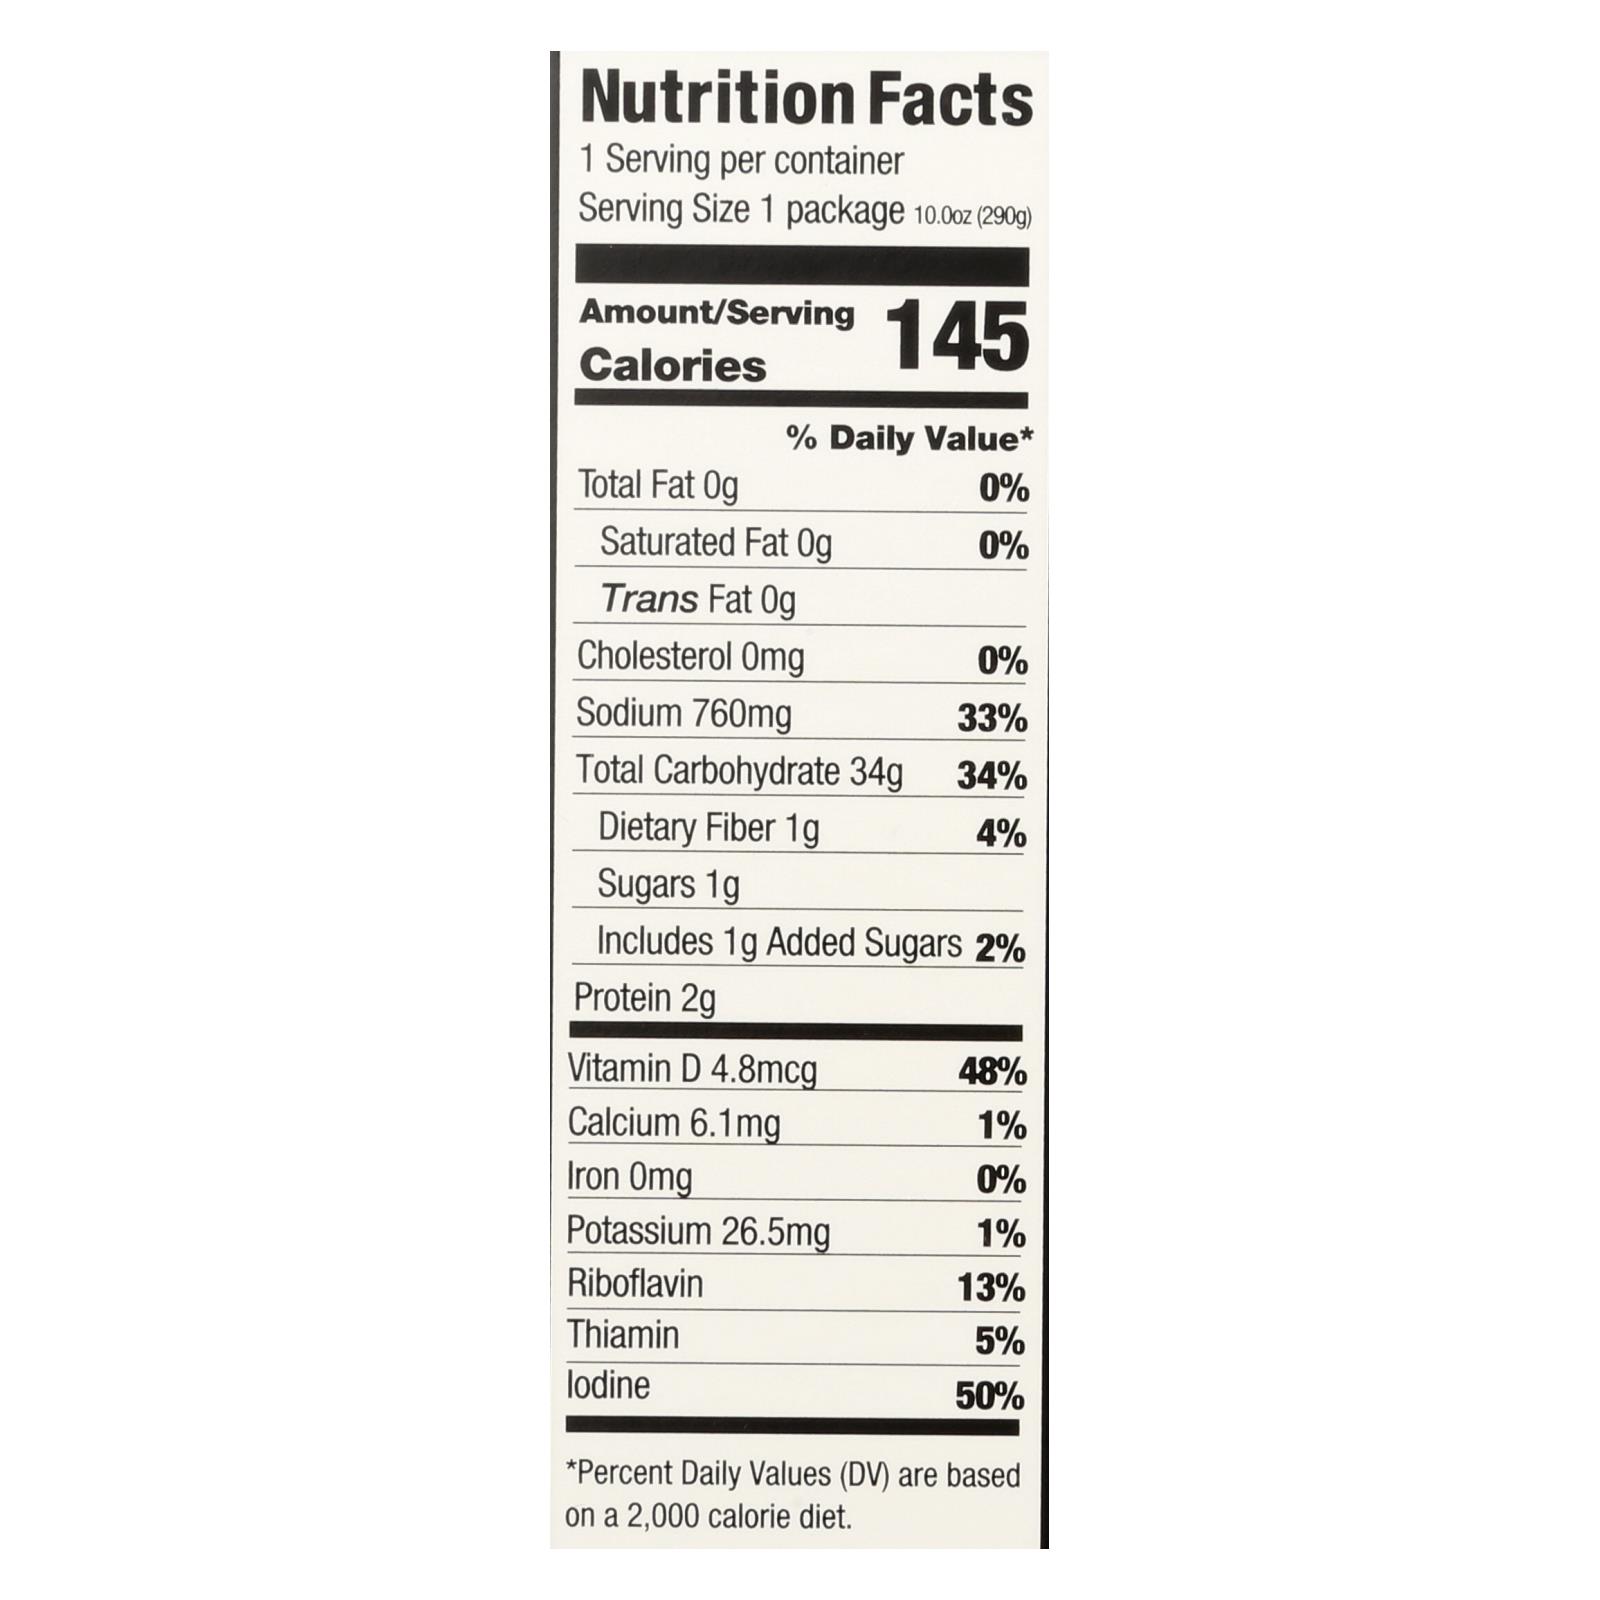 Nutrition Facts
1 Serving per container
Serving Size 1 package 10.0oz (290g)
Amount/Serving
Calories 145
% Daily Value*
Total Fat 0g 0%
Saturated Fat 0g 0%
Trans Fat 0g
Cholesterol 0mg 0%
Sodium 760mg 33%
Total Carbohydrate 34g 34%
Dietary Fiber 1g 4%
Sugars 1g
Includes 1g Added Sugars 2%
Protein 2g
Vitamin D 4.8mcg 48%
Calcium 6.1mg 1%
Iron 0mg 0%
Potassium 26.5mg 1%
Riboflavin 13%
Thiamin 5%
Iodine 50%
*Percent Daily Values (DV) are based
on a 2,000 calorie diet.